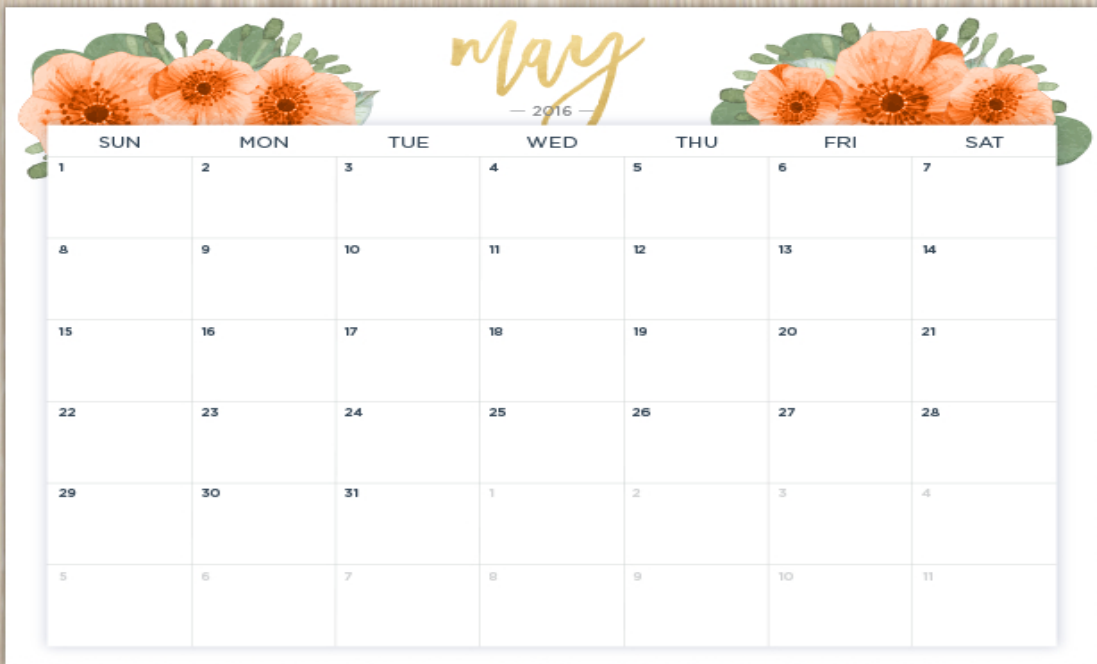 may
— 2016 —
SUN MON TUE WED THU FRI SAT
1 2 3 4 5 6 7
8 9 10 11 12 13 14
15 16 17 18 19 20 21
22 23 24 25 26 27 28
29 30 31 1 2 3 4
5 6 7 8 9 10 11